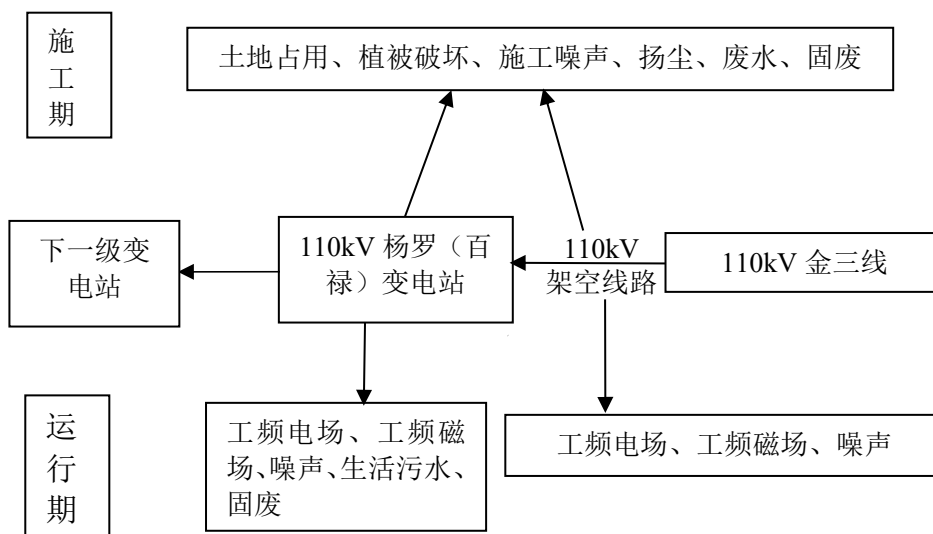 施
工
期
土地占用、植被破坏、施工噪声、扬尘、废水、固废
下一级变
电站
110kV 杨罗（百
禄）变电站
110kV
架空线路
110kV 金三线
运
行
期
工频电场、工频磁
场、噪声、生活污水、
固废
工频电场、工频磁场、噪声